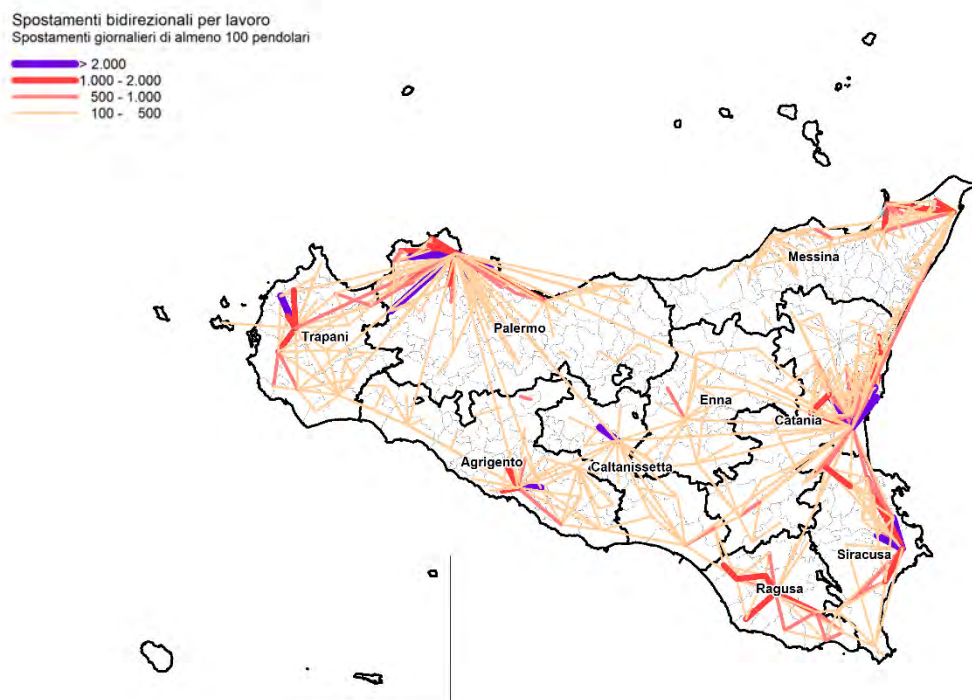 Spostamenti bidirezionali per lavoro
Spostamenti giornalieri di almeno 100 pendolari
> 2.000
1.000 - 2.000
500 - 1.000
100 - 500
Messina
Palermo
Trapani
Enna
Catania
Agrigento
Caltanissetta
Siracusa
Ragusa